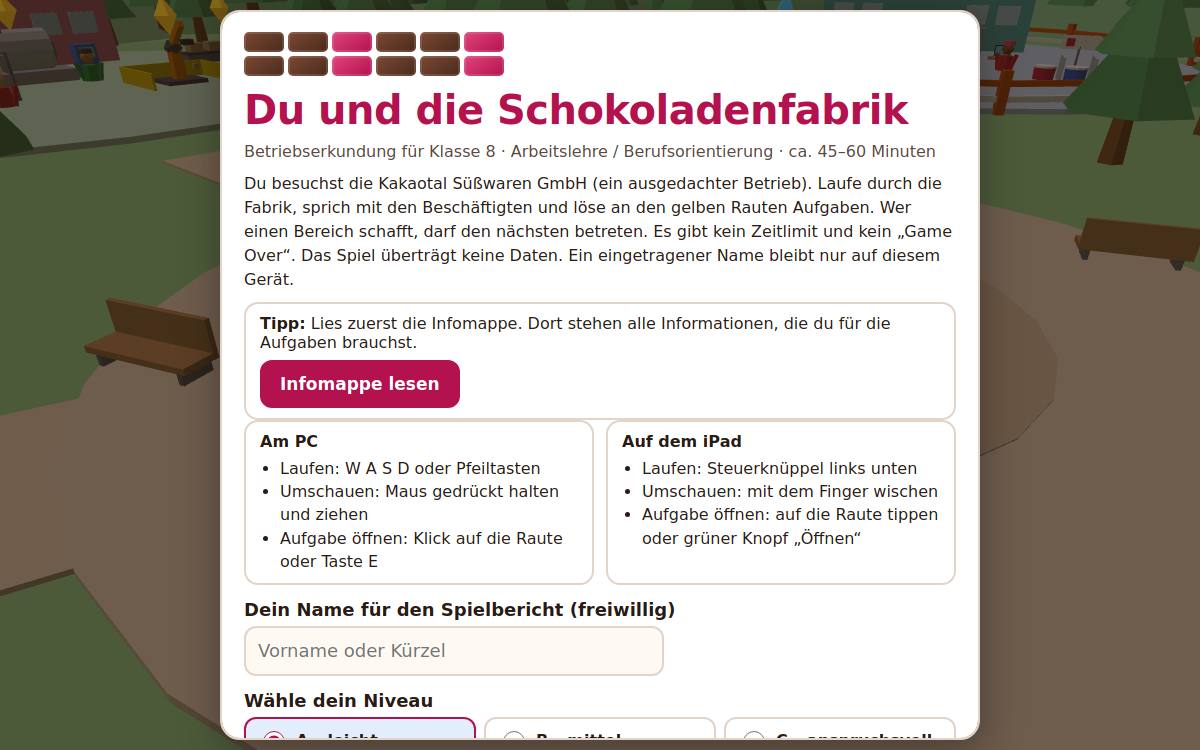 Du und die Schokoladenfabrik
Betriebserkundung für Klasse 8 · Arbeitslehre / Berufsorientierung · ca. 45–60 Minuten
Du besuchst die Kakaotal Süßwaren GmbH (ein ausgedachter Betrieb). Laufe durch die
Fabrik, sprich mit den Beschäftigten und löse an den gelben Rauten Aufgaben. Wer
einen Bereich schafft, darf den nächsten betreten. Es gibt kein Zeitlimit und kein „Game
Over“. Das Spiel überträgt keine Daten. Ein eingetragener Name bleibt nur auf diesem
Gerät.
Tipp: Lies zuerst die Infomappe. Dort stehen alle Informationen, die du für die
Aufgaben brauchst.
Infomappe lesen
Am PC
• Laufen: W A S D oder Pfeiltasten
• Umschauen: Maus gedrückt halten
und ziehen
• Aufgabe öffnen: Klick auf die Raute
oder Taste E
Auf dem iPad
• Laufen: Steuerknüppel links unten
• Umschauen: mit dem Finger wischen
• Aufgabe öffnen: auf die Raute tippen
oder grüner Knopf „Öffnen“
Dein Name für den Spielbericht (freiwillig)
Vorname oder Kürzel
Wähle dein Niveau